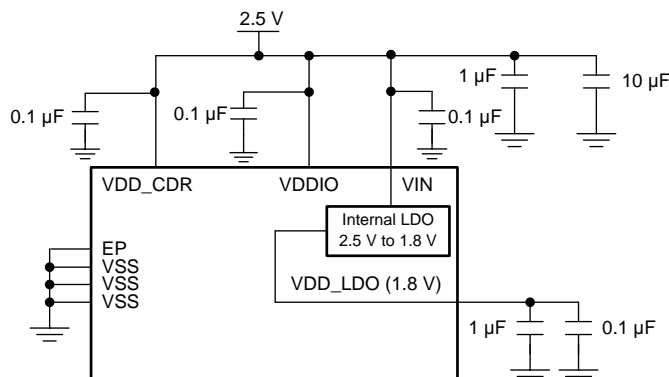 2.5 V
1 µF
10 µF
0.1 µF
0.1 µF
0.1 µF
VDD_CDR
VDDIO
VIN
Internal LDO
2.5 V to 1.8 V
EP
VSS
VSS
VSS
VDD_LDO (1.8 V)
1 µF
0.1 µF